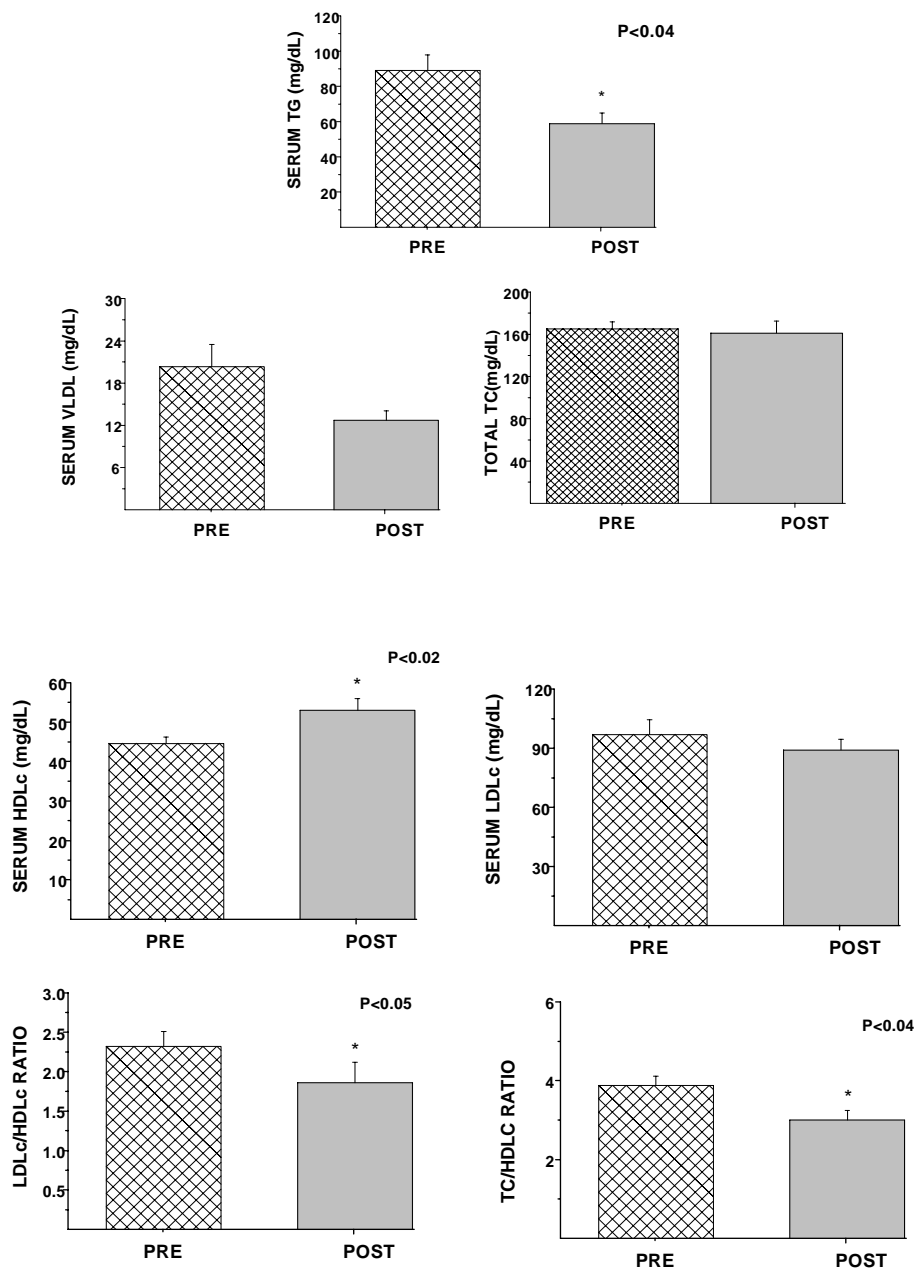 P<0.04
SERUM TG (mg/dL)
120
100
80
60
40
20
*
PRE
POST
SERUM VLDL (mg/dL)
30
24
18
12
6
PRE
POST
TOTAL TC(mg/dL)
200
160
120
80
40
PRE
POST
P<0.02
SERUM HDLc (mg/dL)
60
50
40
30
20
10
*
PRE
POST
SERUM LDLc (mg/dL)
120
90
60
30
PRE
POST
P<0.05
LDLc/HDLc RATIO
3.0
2.5
2.0
1.5
1.0
0.5
*
PRE
POST
P<0.04
TC/HDLC RATIO
6
4
2
*
PRE
POST